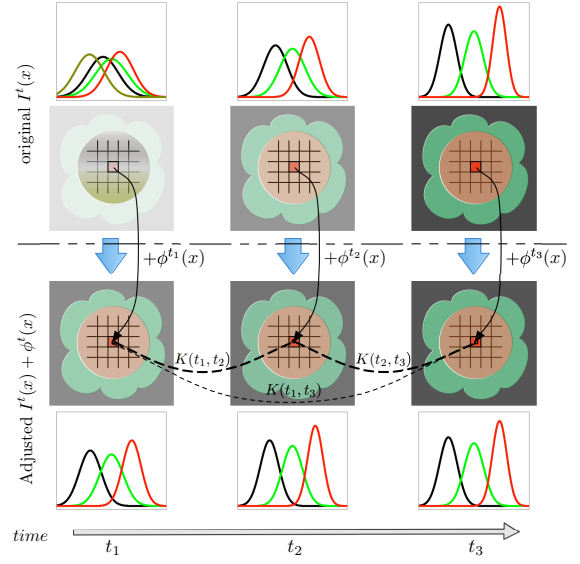 original I^t(x)
+ϕ^{t_1}(x)
+ϕ^{t_2}(x)
+ϕ^{t_3}(x)
Adjusted I^t(x) + ϕ^t(x)
K(t_1, t_2)
K(t_2, t_3)
K(t_1, t_3)
time
t_1
t_2
t_3